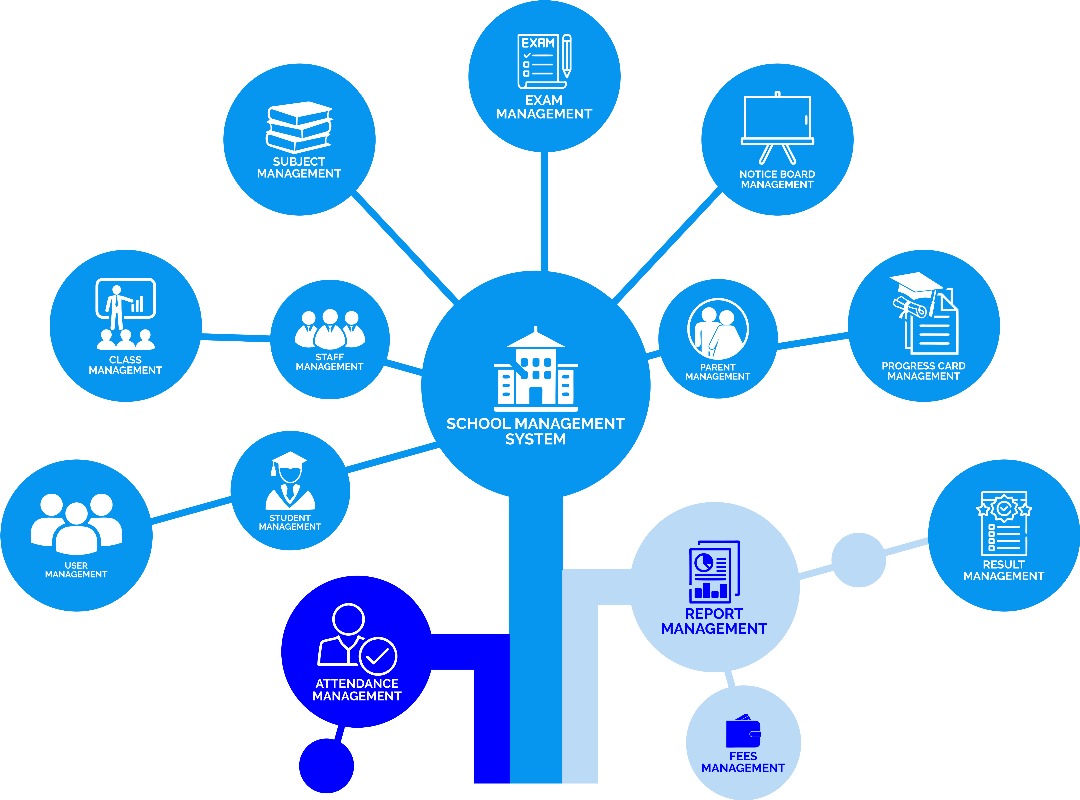 EXAM
EXAM
MANAGEMENT
SUBJECT
MANAGEMENT
NOTICE BOARD
MANAGEMENT
CLASS
MANAGEMENT
STAFF
MANAGEMENT
PARENT
MANAGEMENT
PROGRESS CARD
MANAGEMENT
SCHOOL MANAGEMENT
SYSTEM
USER
MANAGEMENT
STUDENT
MANAGEMENT
RESULT
MANAGEMENT
REPORT
MANAGEMENT
ATTENDANCE
MANAGEMENT
FEES
MANAGEMENT